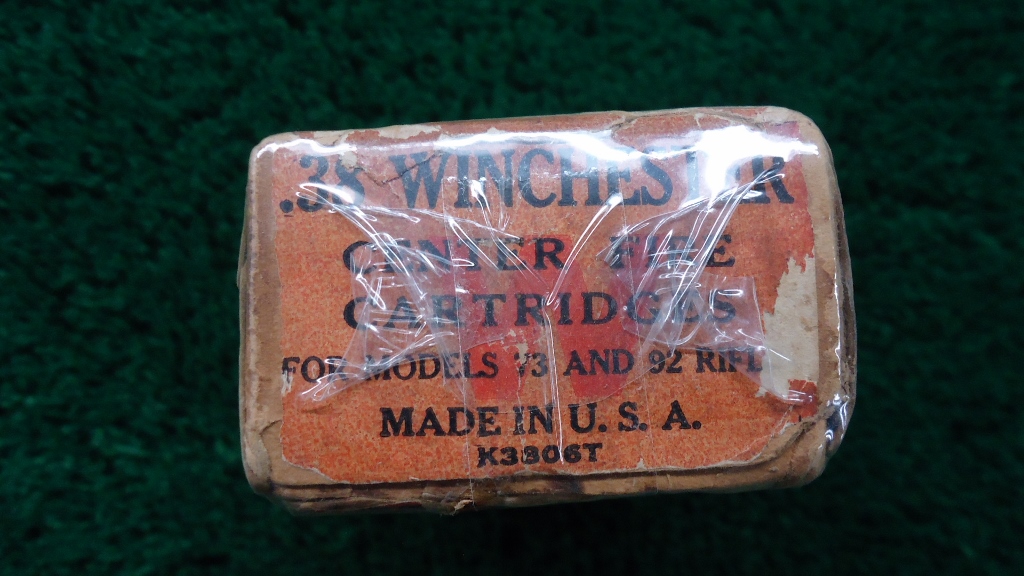 .38 WINCHESTER
CENTER FIRE
CARTRIDGES
FOR MODELS 73 AND 92 RIFL
MADE IN U. S. A.
K3806T